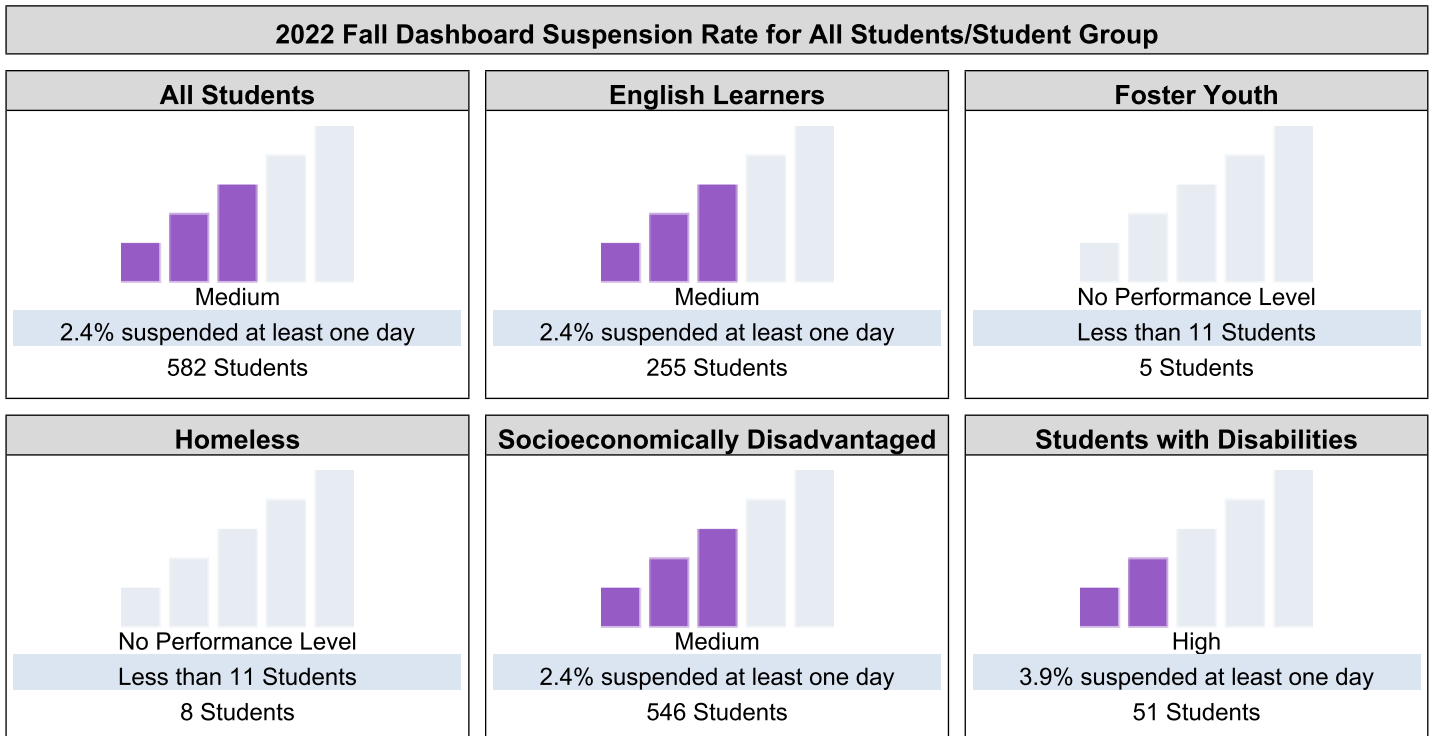 2022 Fall Dashboard Suspension Rate for All Students/Student Group
All Students
Medium
2.4% suspended at least one day
582 Students
English Learners
Medium
2.4% suspended at least one day
255 Students
Foster Youth
No Performance Level
Less than 11 Students
5 Students
Homeless
No Performance Level
Less than 11 Students
8 Students
Socioeconomically Disadvantaged
Medium
2.4% suspended at least one day
546 Students
Students with Disabilities
High
3.9% suspended at least one day
51 Students